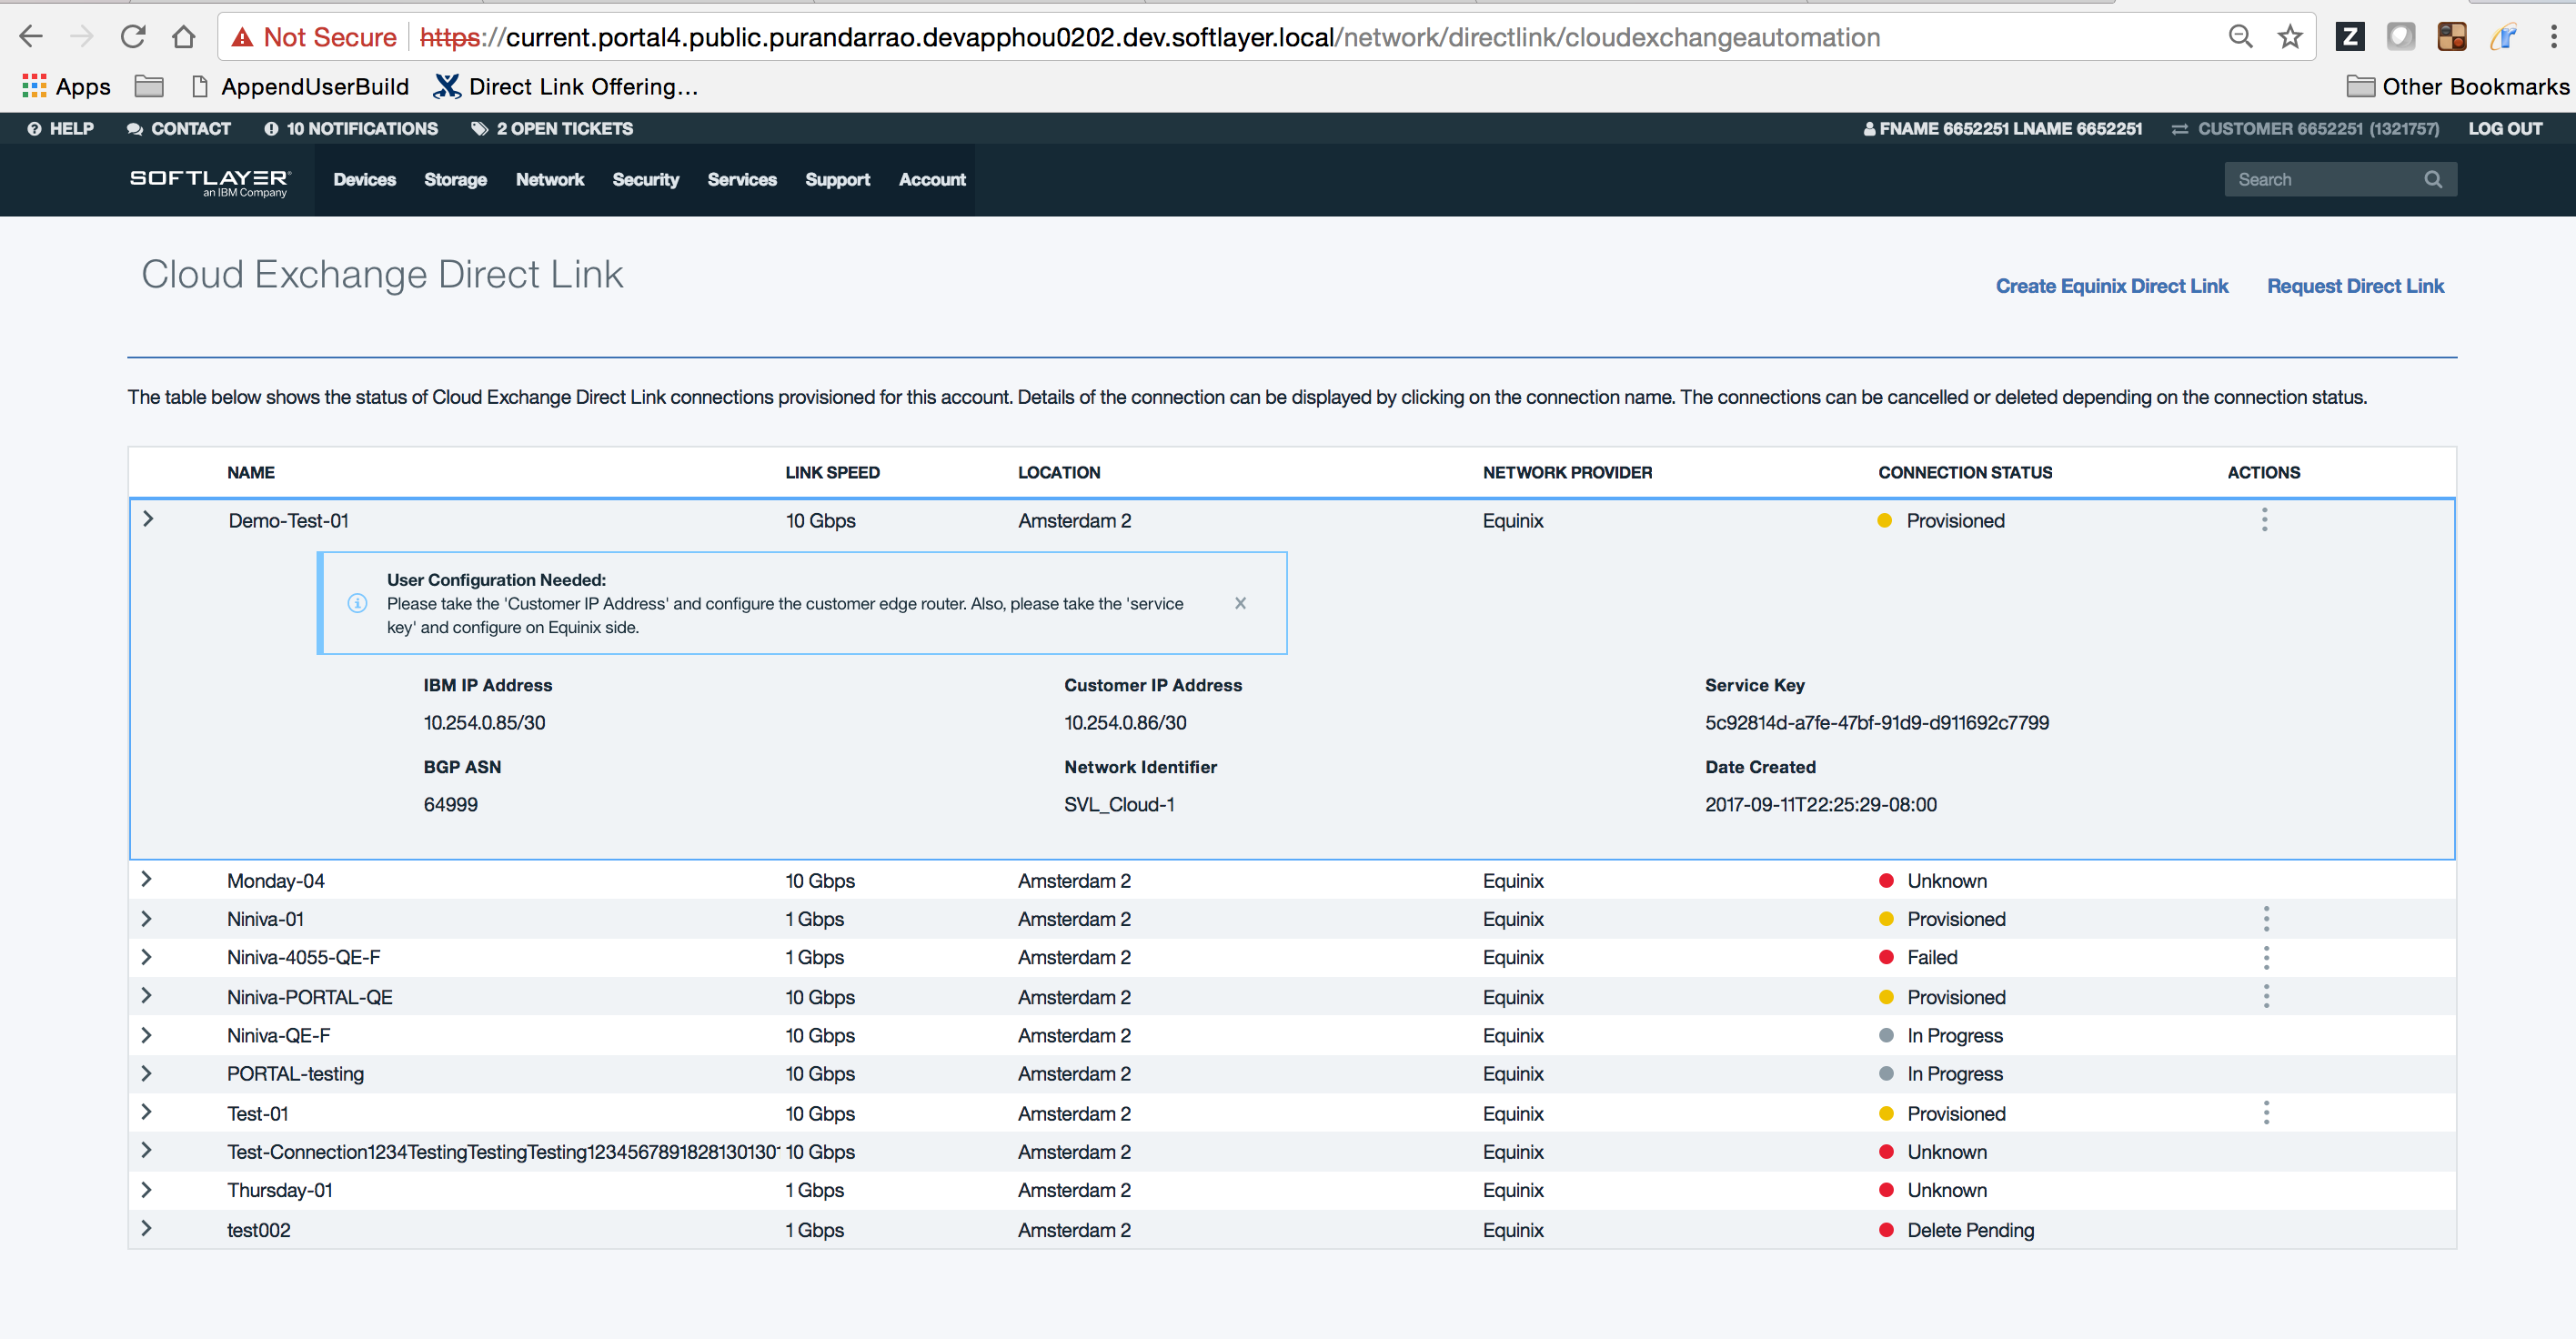 Not Secure https://current.portal4.public.purandarrao.devapphou0202.dev.softlayer.local/network/directlink/cloudexchangeautomation
Apps AppendUserBuild Direct Link Offering... Other Bookmarks
HELP CONTACT 10 NOTIFICATIONS 2 OPEN TICKETS FNAME 6652251 LNAME 6652251 CUSTOMER 6652251 (1321757) LOG OUT
SOFTLAYER® Devices Storage Network Security Services Support Account Search
an IBM Company
Cloud Exchange Direct Link
Create Equinix Direct Link Request Direct Link
The table below shows the status of Cloud Exchange Direct Link connections provisioned for this account. Details of the connection can be displayed by clicking on the connection name. The connections can be cancelled or deleted depending on the connection status.
NAME LINK SPEED LOCATION NETWORK PROVIDER CONNECTION STATUS ACTIONS
Demo-Test-01 10 Gbps Amsterdam 2 Equinix Provisioned
User Configuration Needed:
Please take the 'Customer IP Address' and configure the customer edge router. Also, please take the 'service
key' and configure on Equinix side.
IBM IP Address Customer IP Address Service Key
10.254.0.85/30 10.254.0.86/30 5c92814d-a7fe-47bf-91d9-d911692c7799
BGP ASN Network Identifier Date Created
64999 SVL_Cloud-1 2017-09-11T22:25:29-08:00
Monday-04 10 Gbps Amsterdam 2 Equinix Unknown
Niniva-01 1 Gbps Amsterdam 2 Equinix Provisioned
Niniva-4055-QE-F 1 Gbps Amsterdam 2 Equinix Failed
Niniva-PORTAL-QE 10 Gbps Amsterdam 2 Equinix Provisioned
Niniva-QE-F 10 Gbps Amsterdam 2 Equinix In Progress
PORTAL-testing 10 Gbps Amsterdam 2 Equinix In Progress
Test-01 10 Gbps Amsterdam 2 Equinix Provisioned
Test-Connection1234TestingTestingTesting1234567891828130130 10 Gbps Amsterdam 2 Equinix Unknown
Thursday-01 1 Gbps Amsterdam 2 Equinix Unknown
test002 1 Gbps Amsterdam 2 Equinix Delete Pending